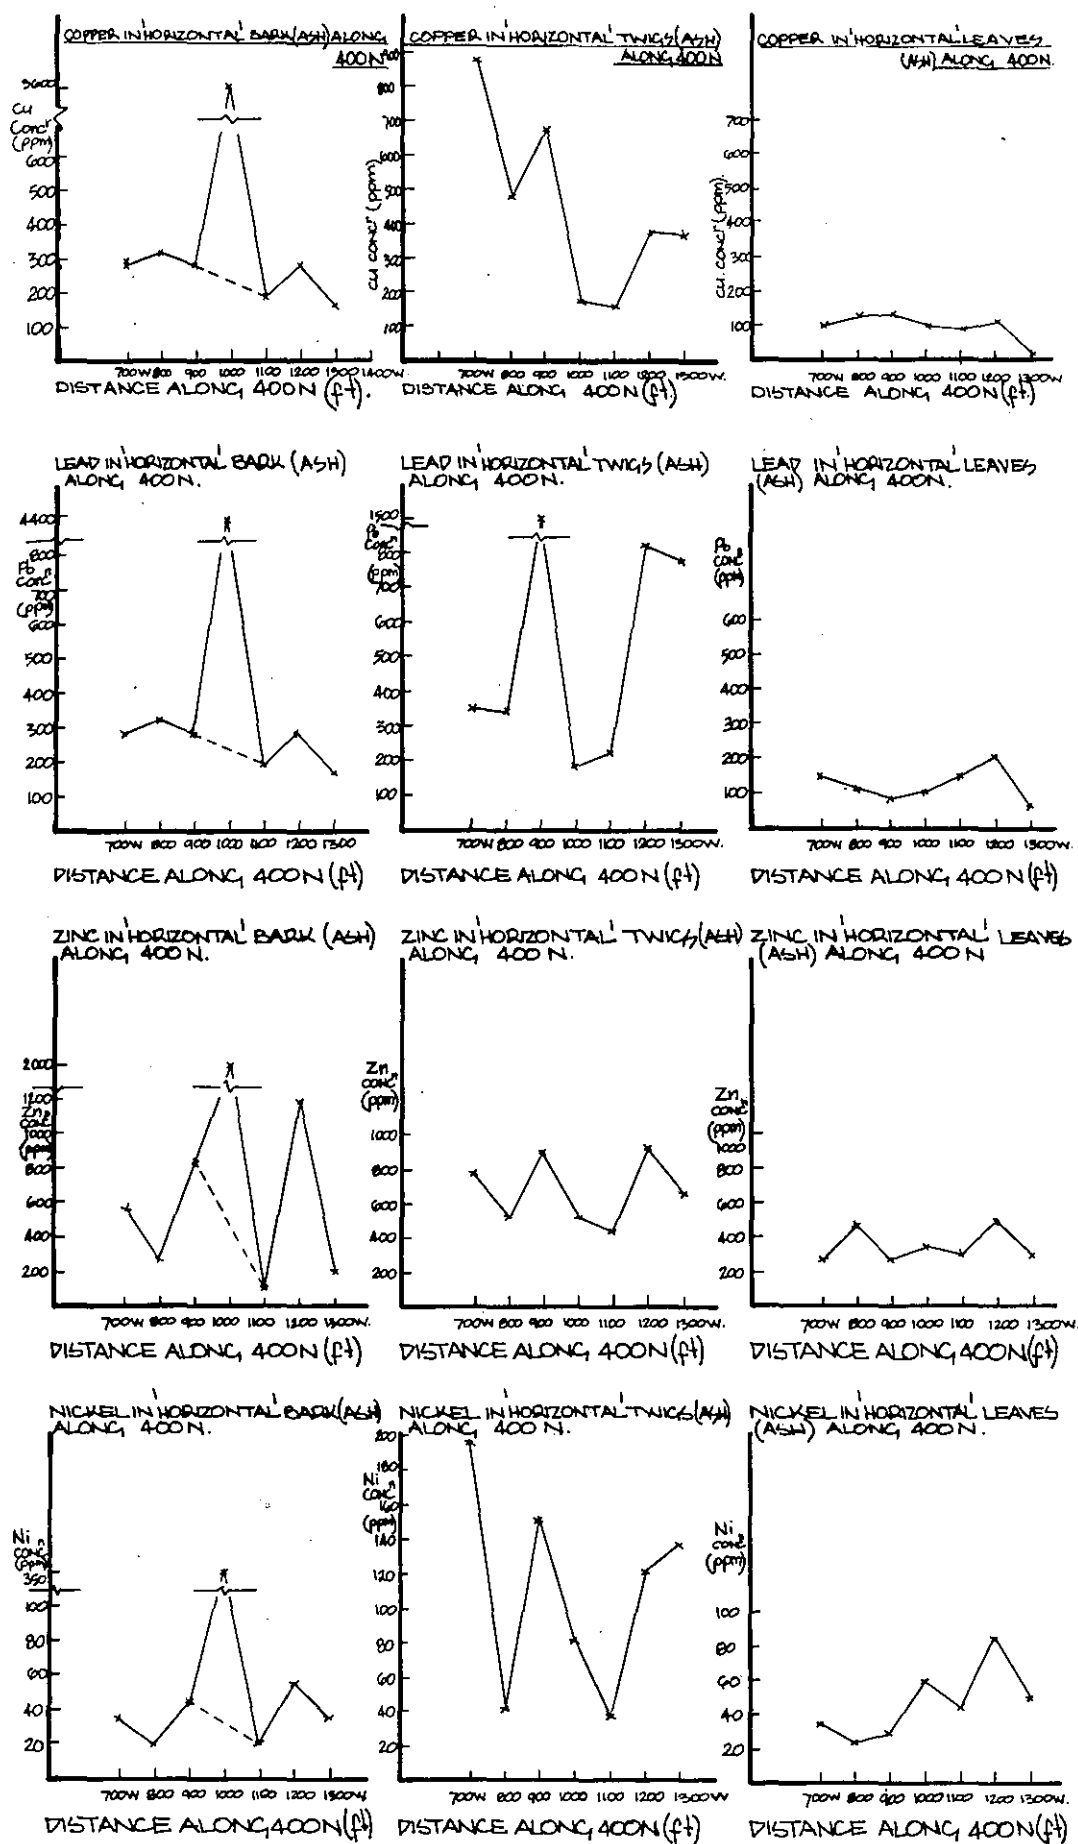 COPPER IN 'HORIZONTAL' BARK (ASH) ALONG
400 N
3600
Cu
Concⁿ
(ppm)
600
500
400
300
200
100
700W 800 900 1000 1100 1200 1300 1400W.
DISTANCE ALONG 400N (ft).
COPPER IN 'HORIZONTAL' TWIGS (ASH)
ALONG 400N
900
800
700
600
500
400
300
200
100
Cu concⁿ (ppm)
700W 800 900 1000 1100 1200 1300W.
DISTANCE ALONG 400N (ft)
COPPER IN 'HORIZONTAL' LEAVES
(ASH) ALONG 400N.
700
600
500
400
300
200
100
Cu. concⁿ (ppm).
700W 800 900 1000 1100 1200 1300W
DISTANCE ALONG 400N (ft.)
LEAD IN 'HORIZONTAL' BARK (ASH)
ALONG 400N.
4400
800
Pb
concⁿ
700
(ppm)
600
500
400
300
200
100
700W 800 900 1000 1100 1200 1300
DISTANCE ALONG 400N (ft)
LEAD IN 'HORIZONTAL' TWIGS (ASH)
ALONG 400N.
1500
Pb
concⁿ
800
(ppm)
700
600
500
400
300
200
100
700W 800 900 1000 1100 1200 1300W.
DISTANCE ALONG 400N (ft)
LEAD IN 'HORIZONTAL' LEAVES
(ASH) ALONG 400N.
Pb
concⁿ
(ppm)
600
500
400
300
200
100
700W 800 900 1000 1100 1200 1300W.
DISTANCE ALONG 400N (ft)
ZINC IN 'HORIZONTAL' BARK (ASH)
ALONG 400N.
2000
1200
Zn
concⁿ
1000
(ppm)
800
600
400
200
700W 800 900 1000 1100 1200 1300W.
DISTANCE ALONG 400N (ft)
ZINC IN 'HORIZONTAL' TWIGS (ASH)
ALONG 400N.
Zn
concⁿ
(ppm)
1000
800
600
400
200
700W 800 900 1000 1100 1200 1300W.
DISTANCE ALONG 400N (ft)
ZINC IN 'HORIZONTAL' LEAVES
(ASH) ALONG 400N
Zn
concⁿ
(ppm)
1000
800
600
400
200
700W 800 900 1000 1100 1200 1300W.
DISTANCE ALONG 400N (ft)
NICKEL IN 'HORIZONTAL' BARK (ASH)
ALONG 400N.
Ni
concⁿ
(ppm)
350
100
80
60
40
20
700W 800 900 1000 1100 1200 1300W
DISTANCE ALONG 400N (ft)
NICKEL IN 'HORIZONTAL' TWIGS (ASH)
ALONG 400N.
200
180
Ni
concⁿ
160
(ppm)
140
120
100
80
60
40
20
700W 800 900 1000 1100 1200 1300W
DISTANCE ALONG 400N (ft)
NICKEL IN 'HORIZONTAL' LEAVES
(ASH) ALONG 400N.
Ni
concⁿ
(ppm)
100
80
60
40
20
700W 800 900 1000 1100 1200 1300W.
DISTANCE ALONG 400N (ft)